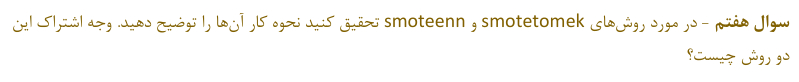 سوال هفتم - در مورد روش‌های smotetomek و smoteenn تحقیق کنید نحوه کار آن‌ها را توضیح دهید. وجه اشتراک این
دو روش چیست؟